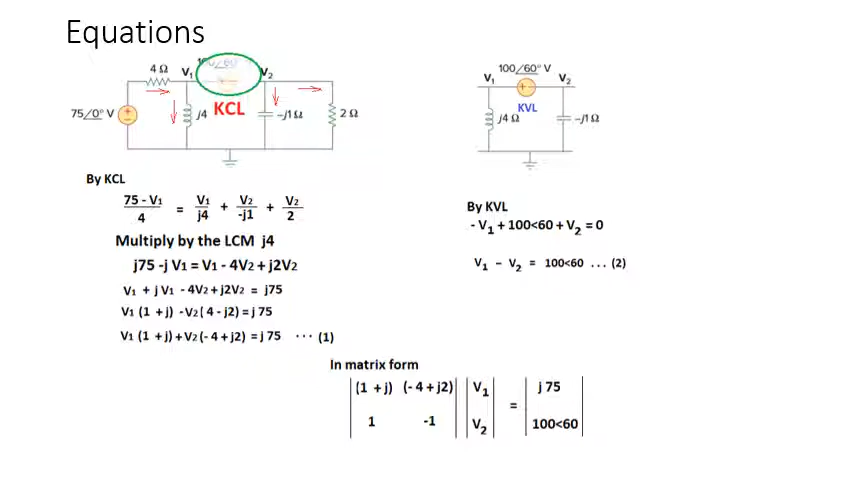 Equations
4 Ω V₁ V₂
75/0° V + − j4 KCL −j1 Ω 2 Ω
100/60° V
V₁ + − V₂
KVL
j4 Ω −j1 Ω
By KCL
75 - V₁ / 4 = V₁ / j4 + V₂ / -j1 + V₂ / 2
Multiply by the LCM j4
j75 -j V₁ = V₁ - 4V₂ + j2V₂
V₁ + j V₁ - 4V₂ + j2V₂ = j75
V₁ (1 +j) -V₂( 4 - j2) = j 75
V₁ (1 +j) +V₂ (- 4 + j2) = j 75 ... (1)
By KVL
- V₁ + 100<60 + V₂ = 0
V₁ - V₂ = 100<60 ... (2)
In matrix form
(1 +j) (- 4 + j2) V₁ = j 75
1 -1 V₂ 100<60